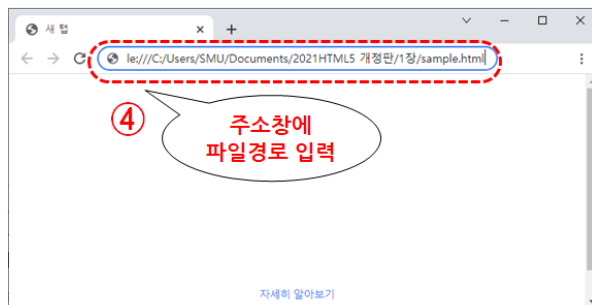 새 탭
le:///C:/Users/SMU/Documents/2021HTML5 개정판/1장/sample.html
④
주소창에
파일경로 입력
자세히 알아보기